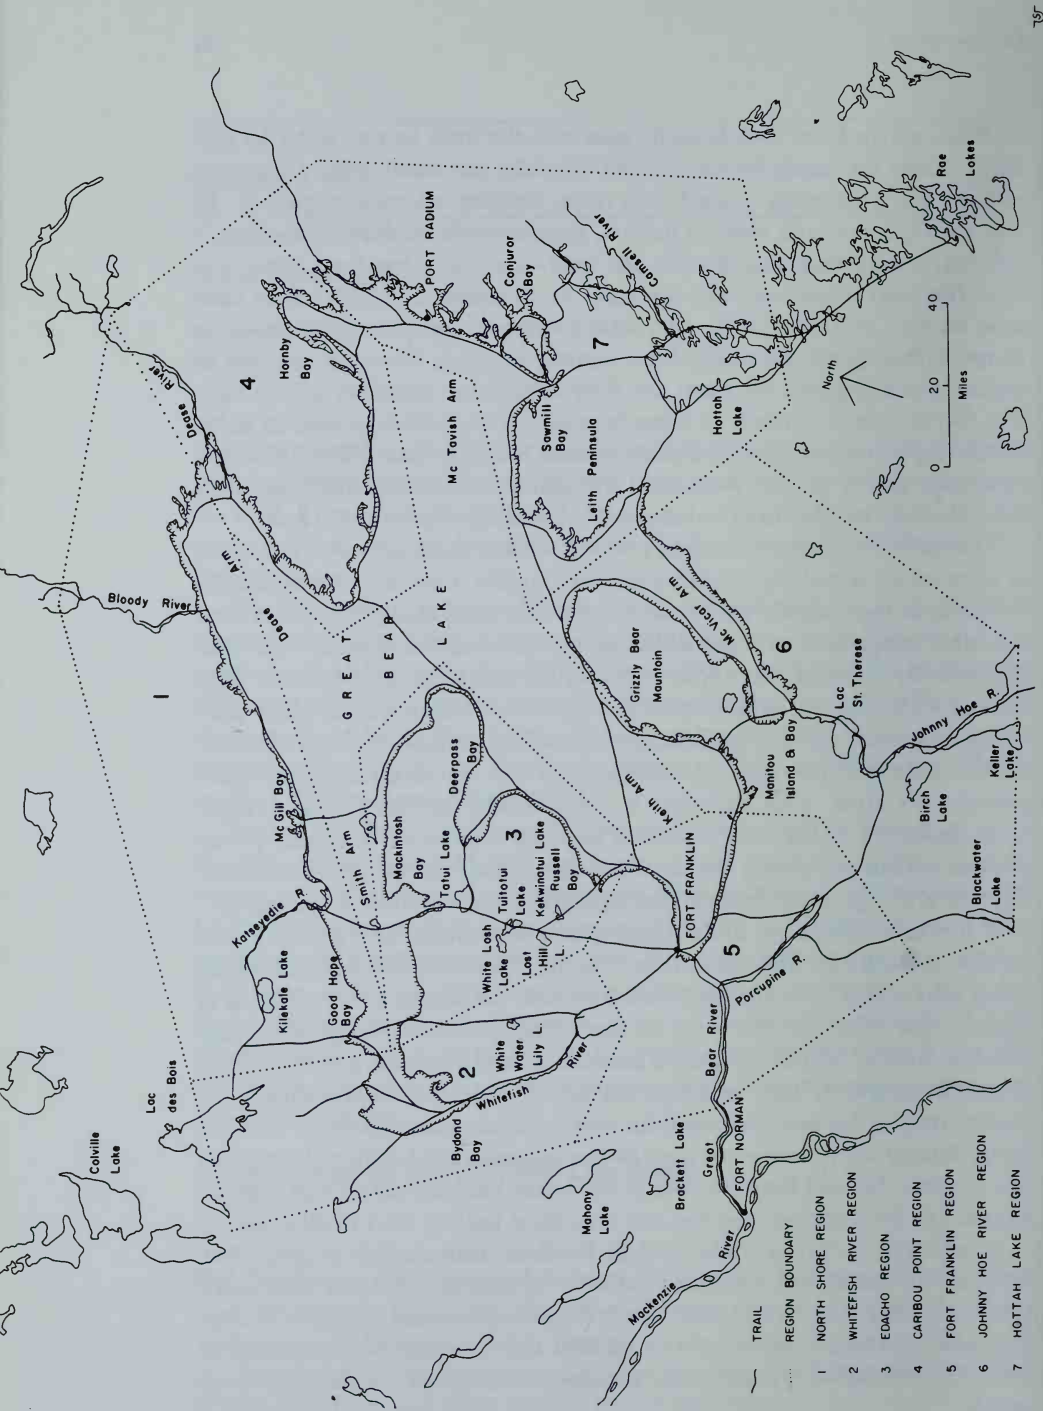 755
Colville
Lake
Lac
des Bois
Kilekale Lake
Katseyedie R.
Good Hope
Bay
Mc Gill Bay
1
Bloody River
Dease River
Dease Arm
4
Hornby
Bay
Smith Arm
GREAT
BEAR
LAKE
Mackintosh
Bay
Deerpass
Bay
Tatui Lake
Mc Tavish Arm
PORT RADIUM
Conjuror
Bay
Camsell River
Sawmill
Bay
7
Leith Peninsula
Hottah
Lake
Rae
Lakes
2
Bydond
Bay
Whitefish River
White
Water
Lily L.
White Losh
Lake
Lost
Hill
L.
Tuitatui
Lake
3
Kekwinatui Lake
Russell
Bay
Keith Arm
Grizzly Bear
Mountain
Mc Vicar Arm
6
Manitou
Island & Bay
Lac
St. Therese
Johnny Hoe R.
Keller
Lake
Birch
Lake
Blackwater
Lake
FORT FRANKLIN
5
Porcupine R.
Great Bear River
Brackett Lake
FORT NORMAN
Mahony
Lake
Mackenzie River
North
0 20 40
Miles
TRAIL
REGION BOUNDARY
1 NORTH SHORE REGION
2 WHITEFISH RIVER REGION
3 EDACHO REGION
4 CARIBOU POINT REGION
5 FORT FRANKLIN REGION
6 JOHNNY HOE RIVER REGION
7 HOTTAH LAKE REGION